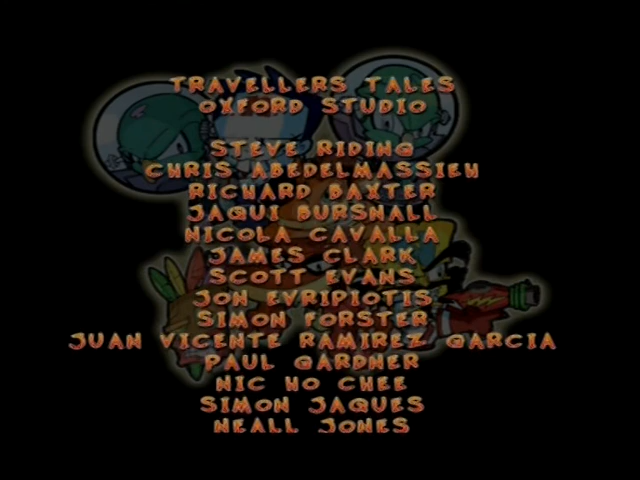 TRAVELLERS TALES
OXFORD STUDIO
STEVE RIDING
CHRIS ABEDELMASSIEH
RICHARD BAXTER
JAQUI BURSNALL
NICOLA CAVALLA
JAMES CLARK
SCOTT EVANS
JON EVRIPIOTIS
SIMON FORSTER
JUAN VICENTE RAMIREZ GARCIA
PAUL GARDNER
NIC HO CHEE
SIMON JAQUES
NEALL JONES